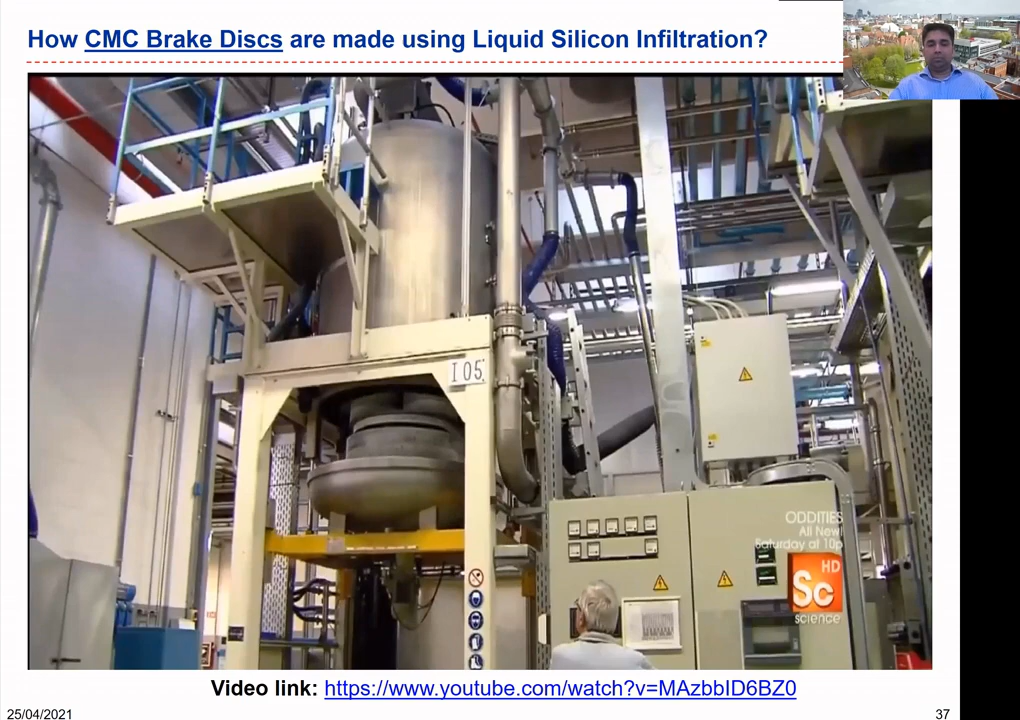 How CMC Brake Discs are made using Liquid Silicon Infiltration?
I 05
ODDITIES
All New!
Saturday at 10p
HD
Sc
science
Video link: https://www.youtube.com/watch?v=MAzbbID6BZ0
25/04/2021
37